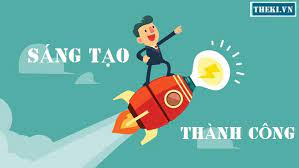 THEKI.VN
SÁNG TẠO
THÀNH CÔNG